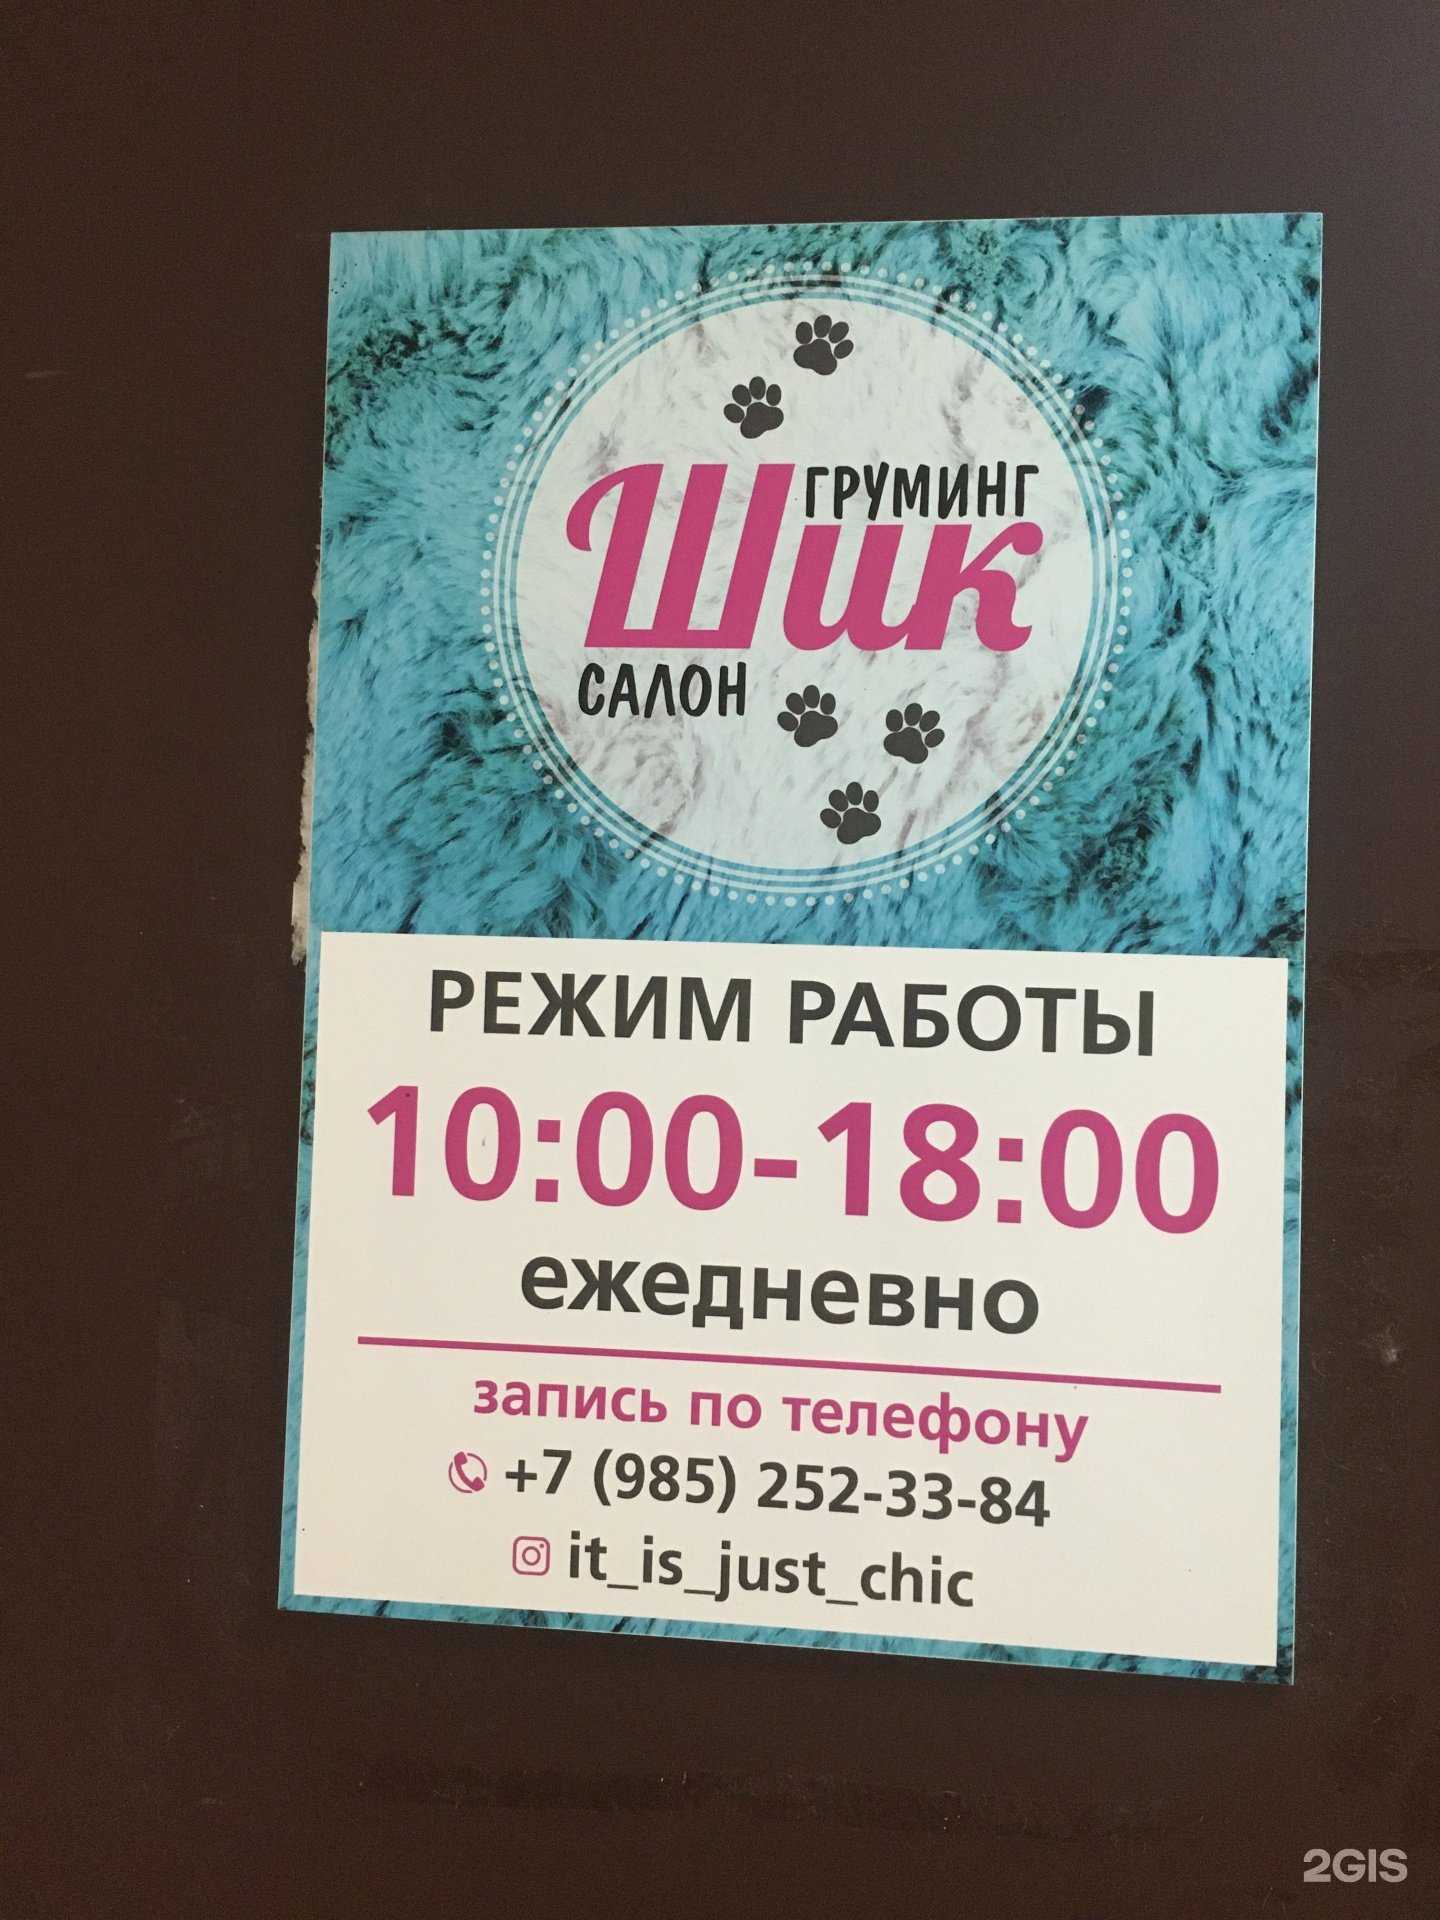 ГРУМИНГ
Шик
САЛОН
РЕЖИМ РАБОТЫ
10:00-18:00
ежедневно
запись по телефону
+7 (985) 252-33-84
it_is_just_chic
2GIS